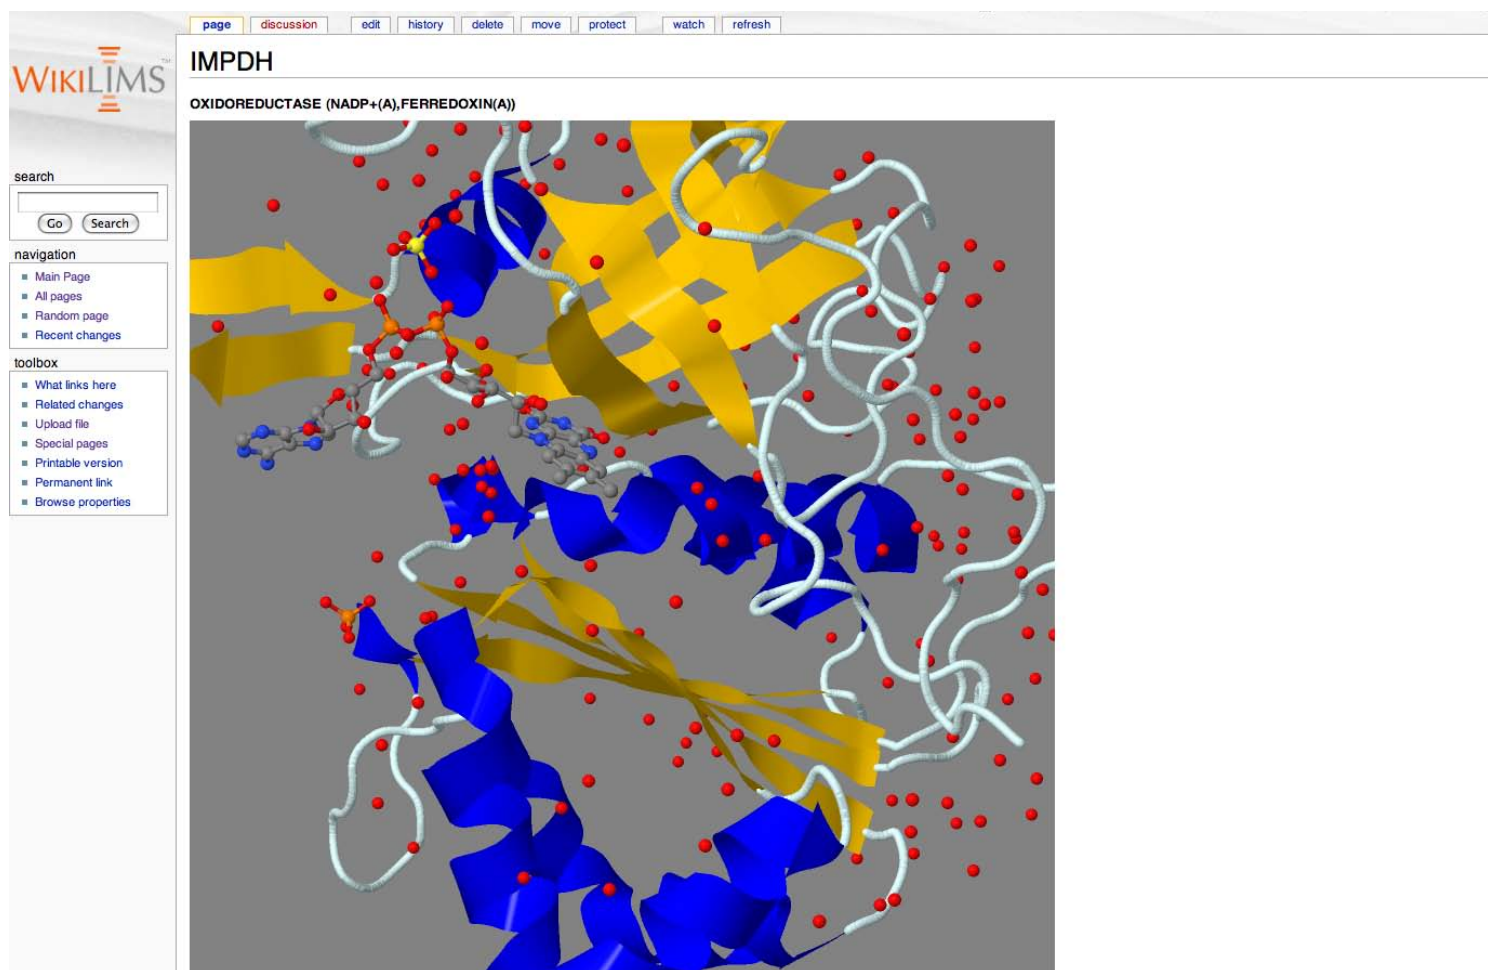 page discussion edit history delete move protect watch refresh
WIKILIMS™
IMPDH
OXIDOREDUCTASE (NADP+(A),FERREDOXIN(A))
search
Go Search
navigation
Main Page
All pages
Random page
Recent changes
toolbox
What links here
Related changes
Upload file
Special pages
Printable version
Permanent link
Browse properties